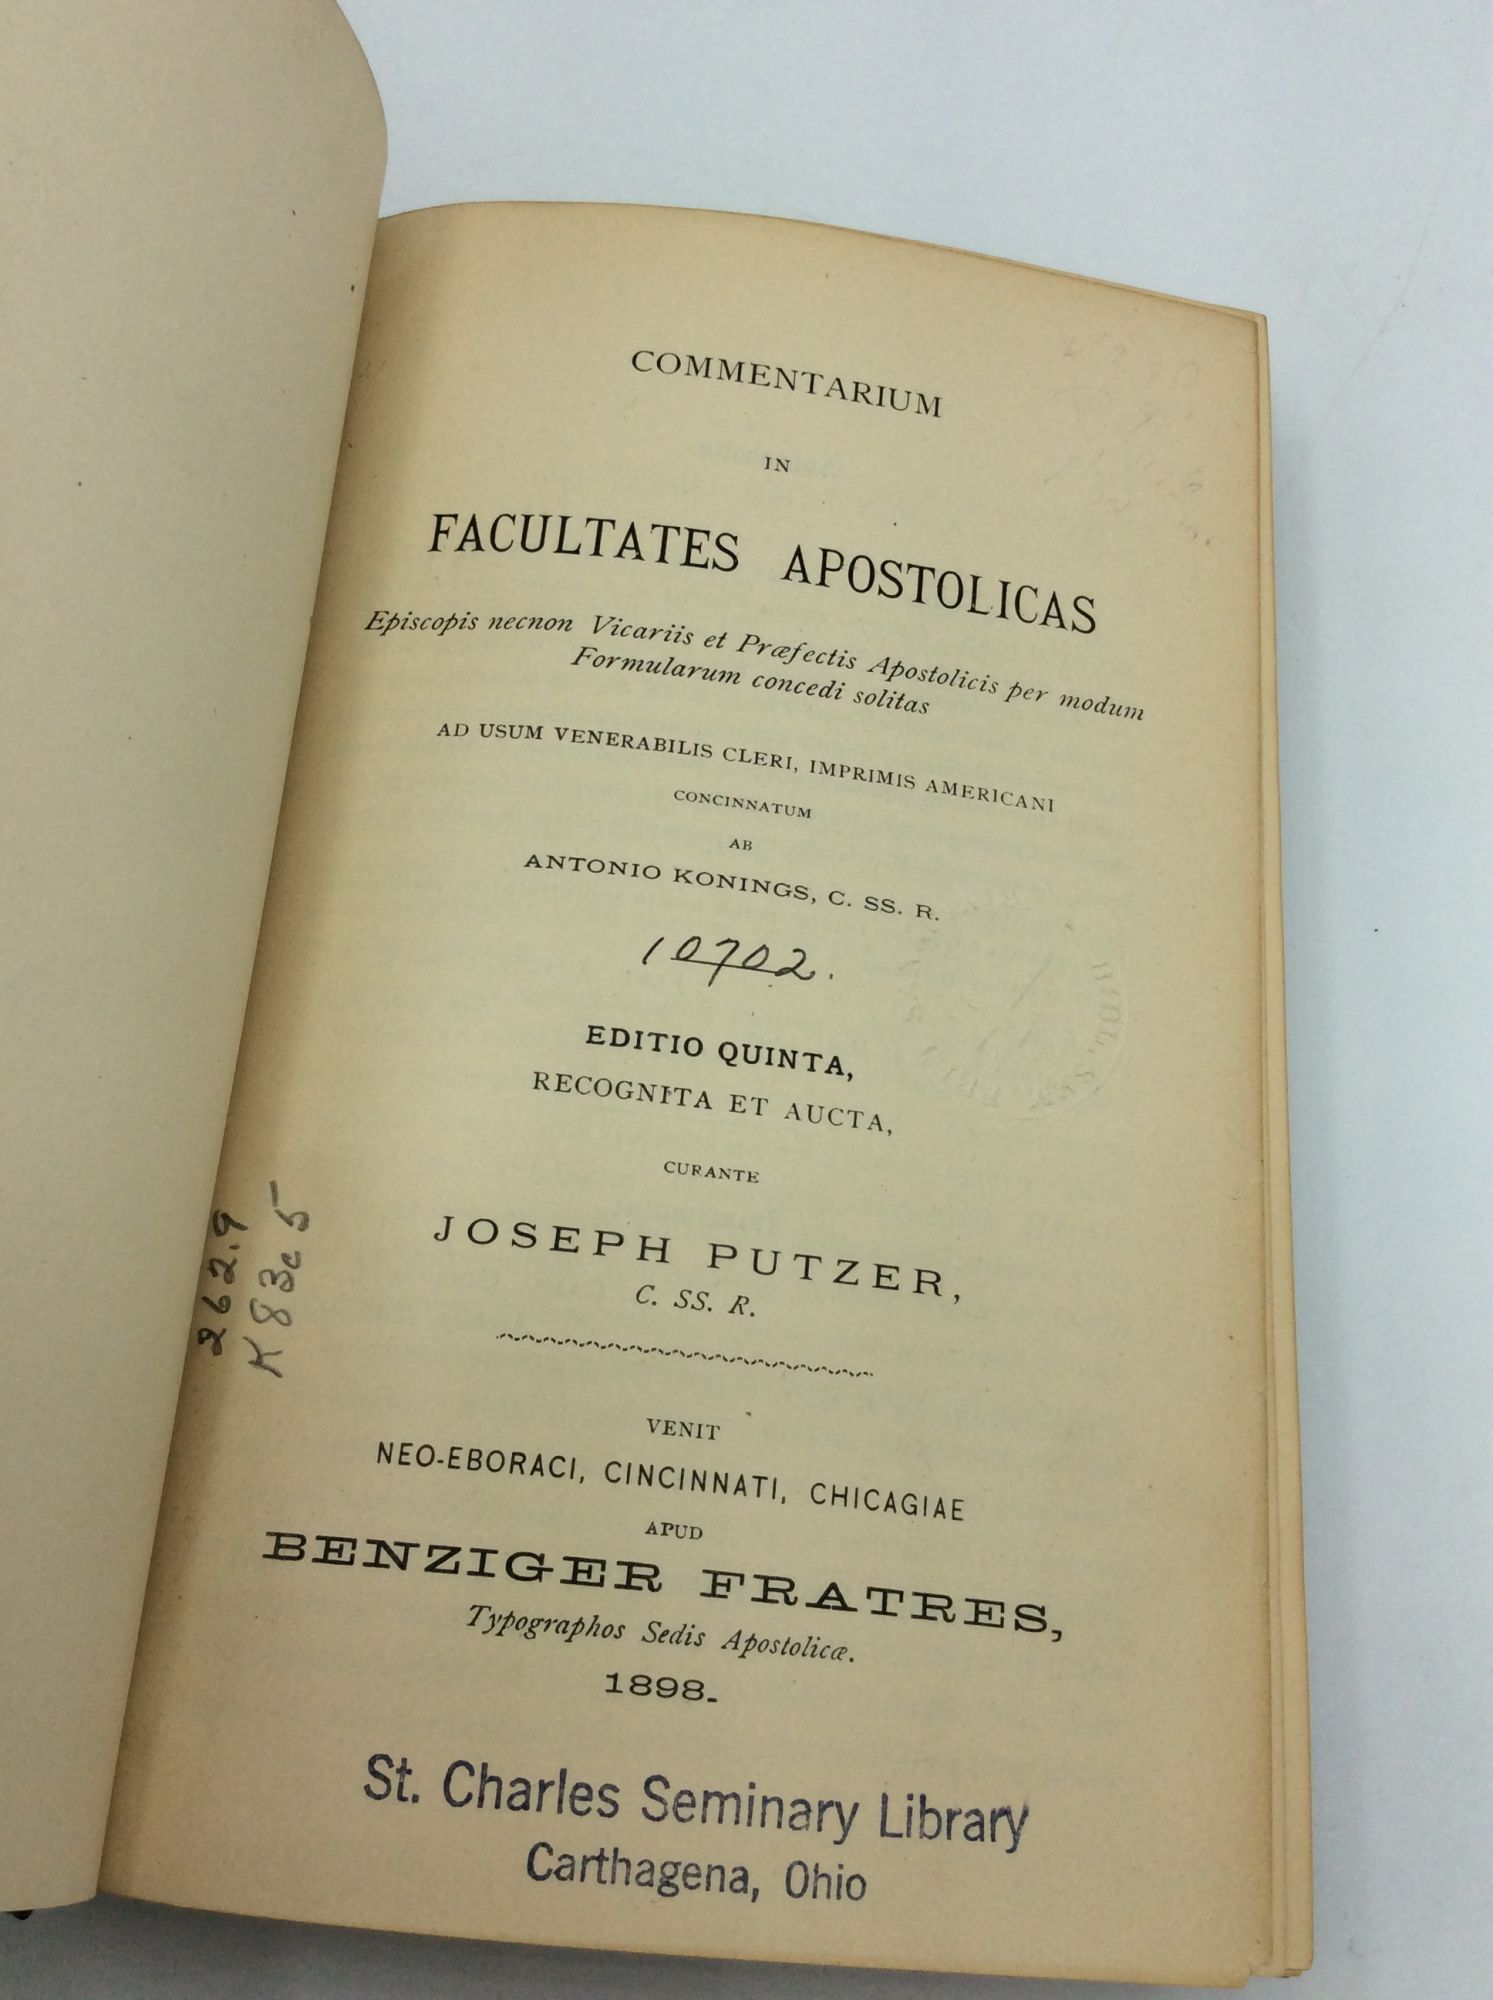 COMMENTARIUM
IN
FACULTATES APOSTOLICAS
Episcopis necnon Vicariis et Præfectis Apostolicis per modum
Formularum concedi solitas
AD USUM VENERABILIS CLERI, IMPRIMIS AMERICANI
CONCINNATUM
AB
ANTONIO KONINGS, C. SS. R.
10702.
EDITIO QUINTA,
RECOGNITA ET AUCTA,
CURANTE
JOSEPH PUTZER,
C. SS. R.
VENIT
NEO-EBORACI, CINCINNATI, CHICAGIAE
APUD
BENZIGER FRATRES,
Typographos Sedis Apostolicæ.
1898.
St. Charles Seminary Library
Carthagena, Ohio
262.9
K83c5